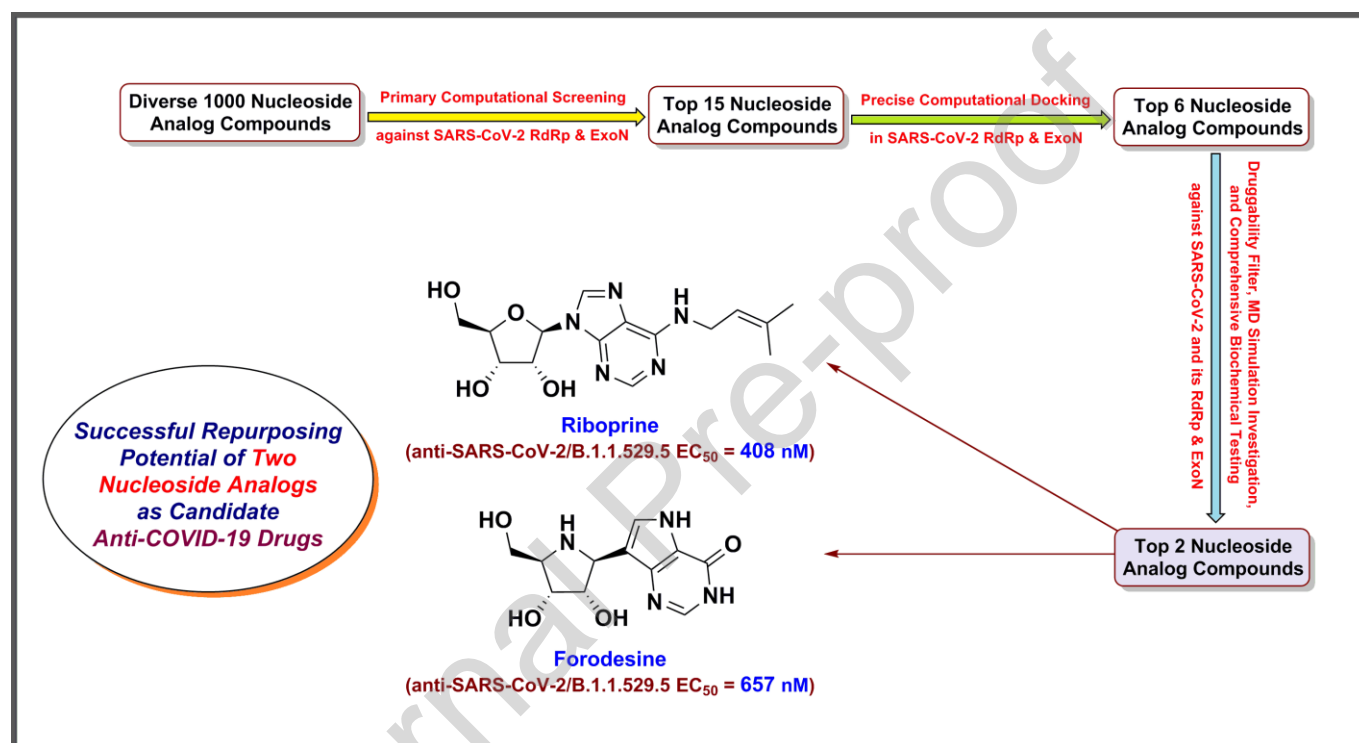 Diverse 1000 Nucleoside
Analog Compounds
Primary Computational Screening
against SARS-CoV-2 RdRp & ExoN
Top 15 Nucleoside
Analog Compounds
Precise Computational Docking
in SARS-CoV-2 RdRp & ExoN
Top 6 Nucleoside
Analog Compounds
Druggability Filter, MD Simulation Investigation,
and Comprehensive Biochemical Testing
against SARS-CoV-2 and its RdRp & ExoN
HO
O
N
N
N
N
H
N
HO
OH
Riboprine
(anti-SARS-CoV-2/B.1.1.529.5 EC50 = 408 nM)
Successful Repurposing
Potential of Two
Nucleoside Analogs
as Candidate
Anti-COVID-19 Drugs
HO
H
N
NH
O
N
NH
HO
OH
Forodesine
(anti-SARS-CoV-2/B.1.1.529.5 EC50 = 657 nM)
Top 2 Nucleoside
Analog Compounds
rnal Pre-proof